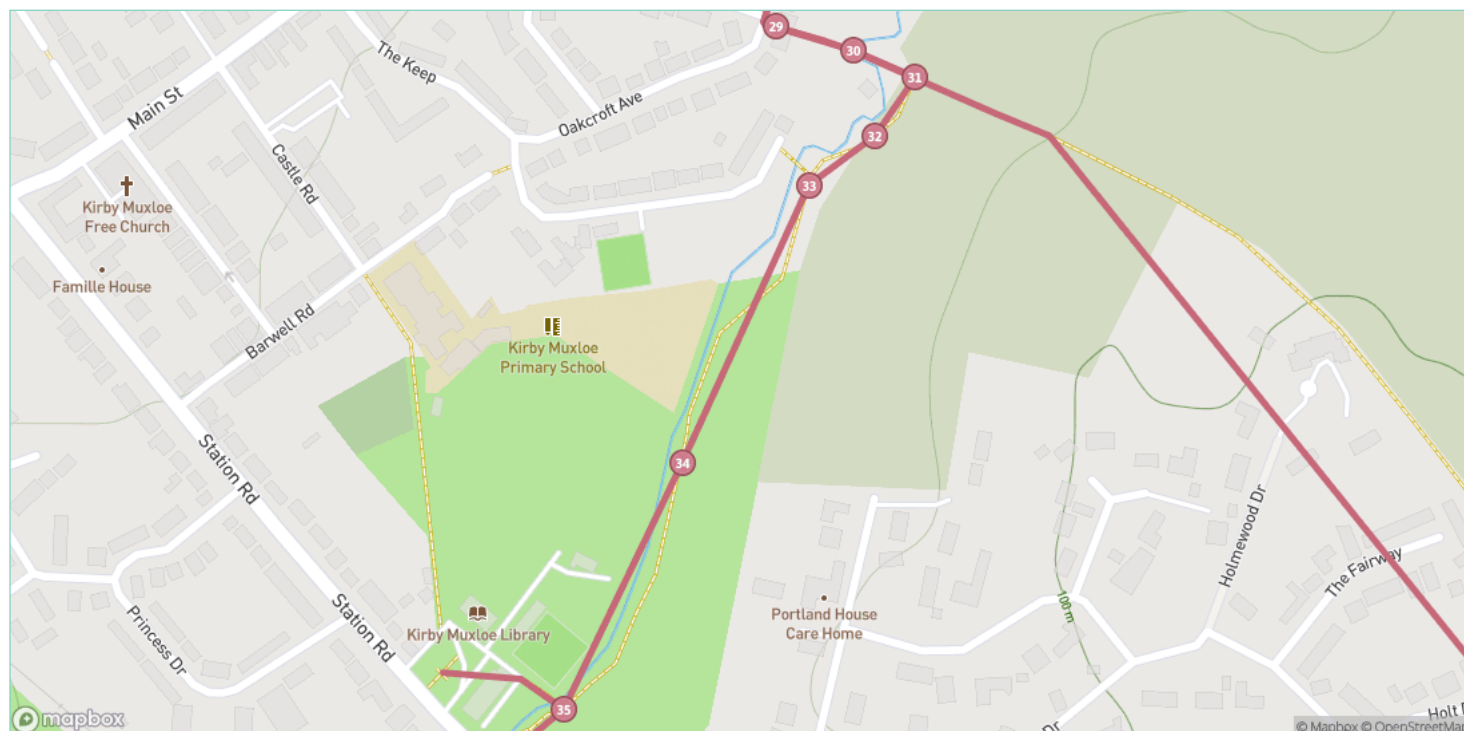 29
30
31
The Keep
Main St
Oakcroft Ave
32
Castle Rd
33
Kirby Muxloe
Free Church
Famille House
Barwell Rd
Kirby Muxloe
Primary School
Station Rd
34
Holmewood Dr
The Fairway
100 m
Portland House
Care Home
Station Rd
Kirby Muxloe Library
Princess Dr
35
Dr
Holt D
mapbox
© Mapbox © OpenStreetMap